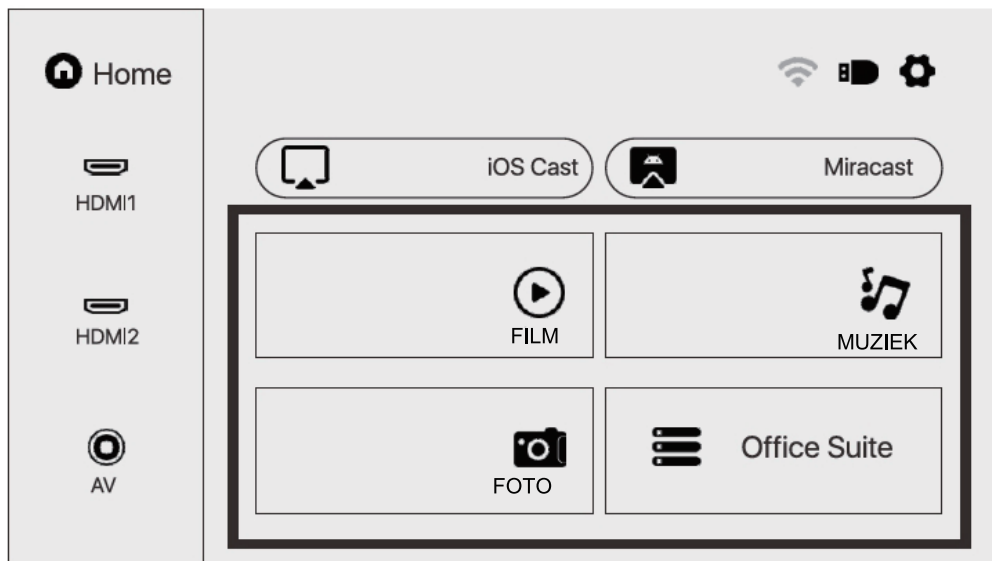 Home
HDMI1
HDMI2
AV
iOS Cast
Miracast
FILM
MUZIEK
FOTO
Office Suite